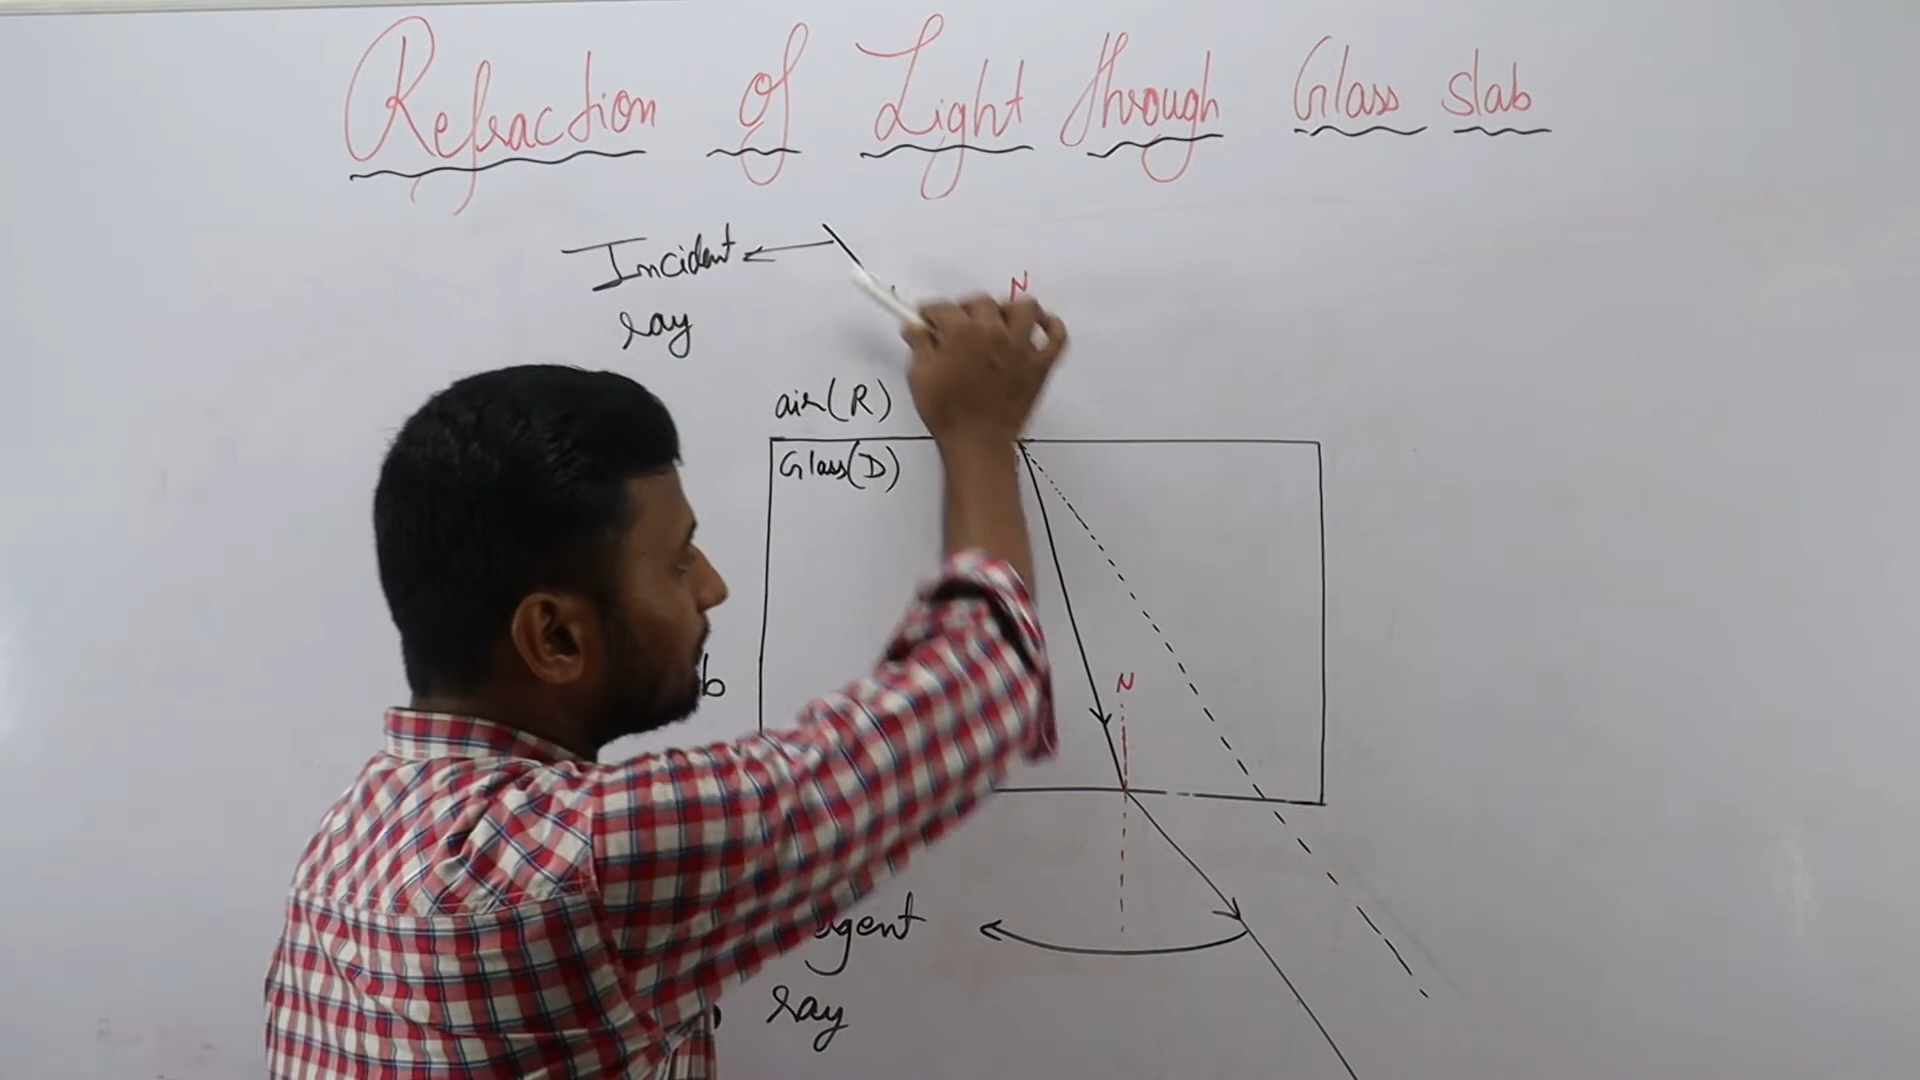 Refraction Of Light through Glass slab
Incident
ray
N
air(R)
Glass(D)
N
ray